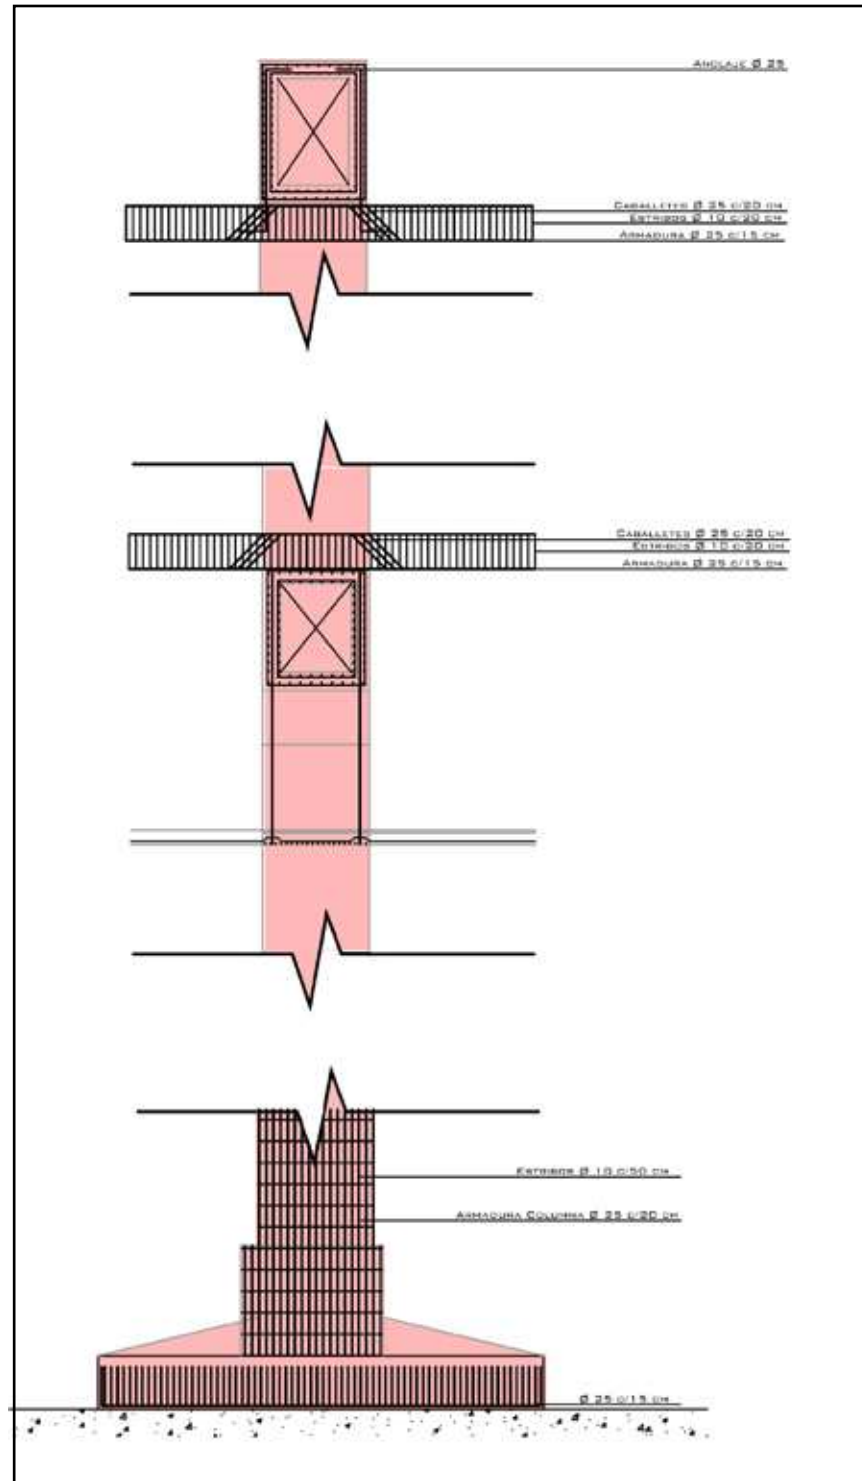 ANCLAJE Ø 25
CABALLETES Ø 25 C/20 CM
ESTRIBOS Ø 10 C/20 CM
ARMADURA Ø 25 C/15 CM
CABALLETES Ø 25 C/20 CM
ESTRIBOS Ø 10 C/20 CM
ARMADURA Ø 25 C/15 CM
ESTRIBOS Ø 10 C/50 CM
ARMADURA COLUMNA Ø 25 C/20 CM
Ø 25 C/15 CM